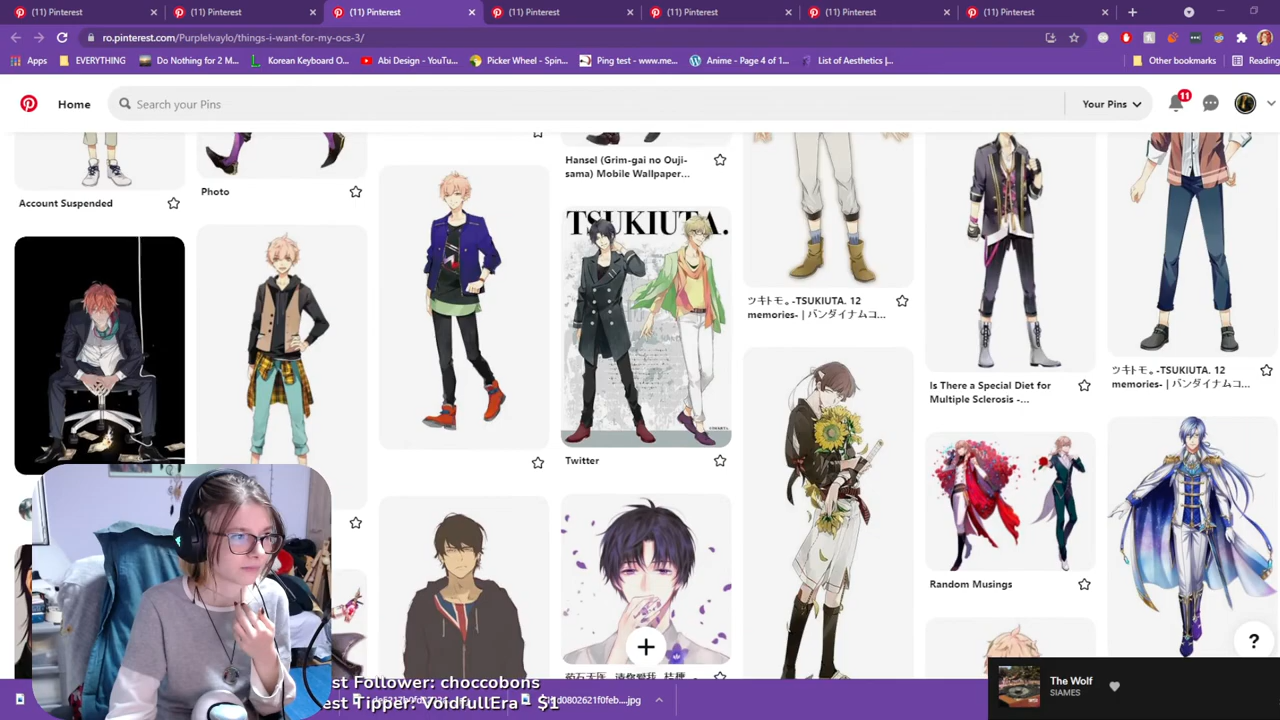 (11) Pinterest
(11) Pinterest
(11) Pinterest
(11) Pinterest
(11) Pinterest
(11) Pinterest
(11) Pinterest
ro.pinterest.com/Purplelvaylo/things-i-want-for-my-ocs-3/
Apps
EVERYTHING
Do Nothing for 2 M...
Korean Keyboard O...
Abi Design - YouTu...
Picker Wheel - Spin...
Ping test - www.me...
Anime - Page 4 of 1...
List of Aesthetics |...
Other bookmarks
Reading
Home
Search your Pins
Your Pins
11
Account Suspended
Photo
Hansel (Grim-gai no Ouji-
sama) Mobile Wallpaper...
TSUKIUTA.
Twitter
ツキトモ。-TSUKIUTA. 12
memories- | バンダイナムコ...
Is There a Special Diet for
Multiple Sclerosis -...
ツキトモ。-TSUKIUTA. 12
memories- | バンダイナムコ...
Random Musings
?
The Wolf
SIAMES
st Follower: choccobons
est Tipper: VoidfullEra - $1